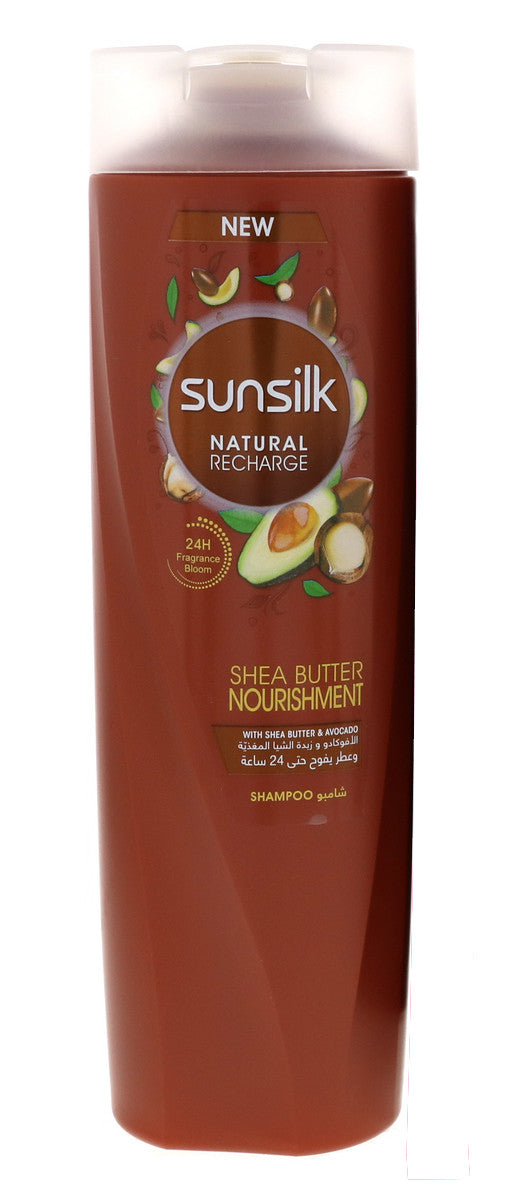 NEW
sunsilk
NATURAL
RECHARGE
24H
Fragrance
Bloom
SHEA BUTTER
NOURISHMENT
WITH SHEA BUTTER & AVOCADO
الأفوكادو و زبدة الشيا المغذيّة
وعطر يفوح حتى 24 ساعة
SHAMPOO شامبو